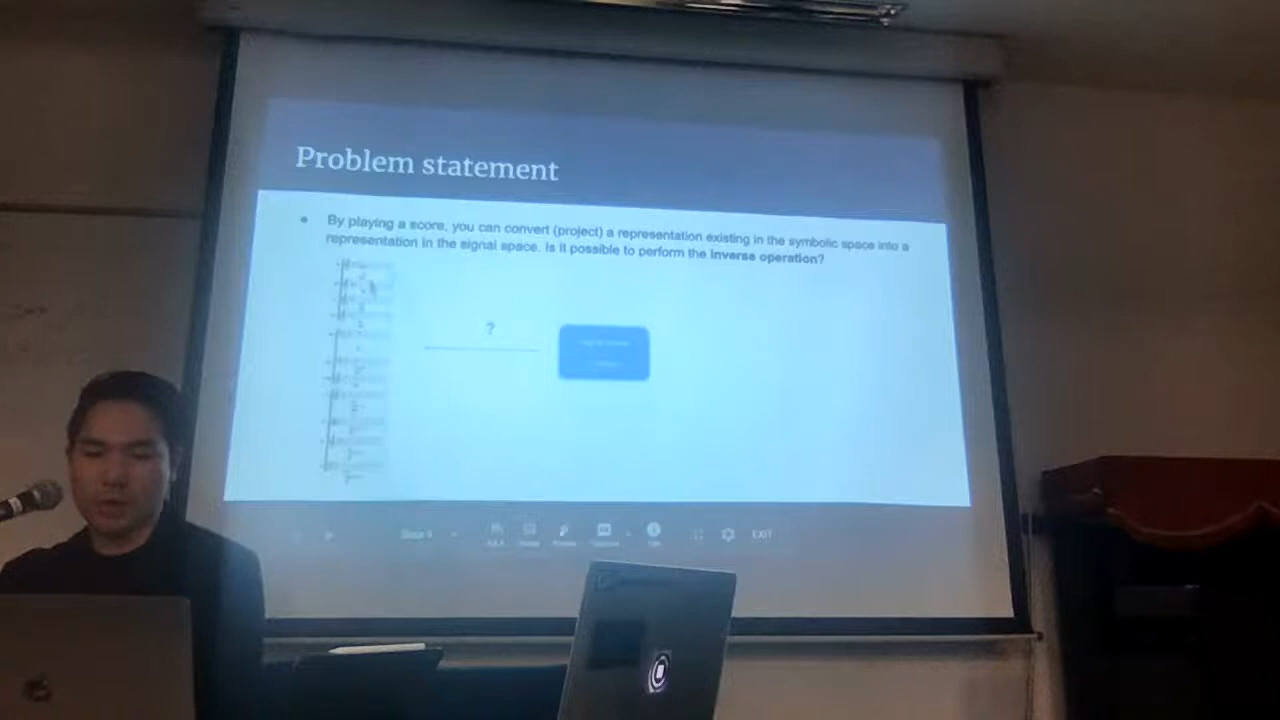 Problem statement
By playing a score, you can convert (project) a representation existing in the symbolic space into a
representation in the signal space. Is it possible to perform the inverse operation?
?
EXIT